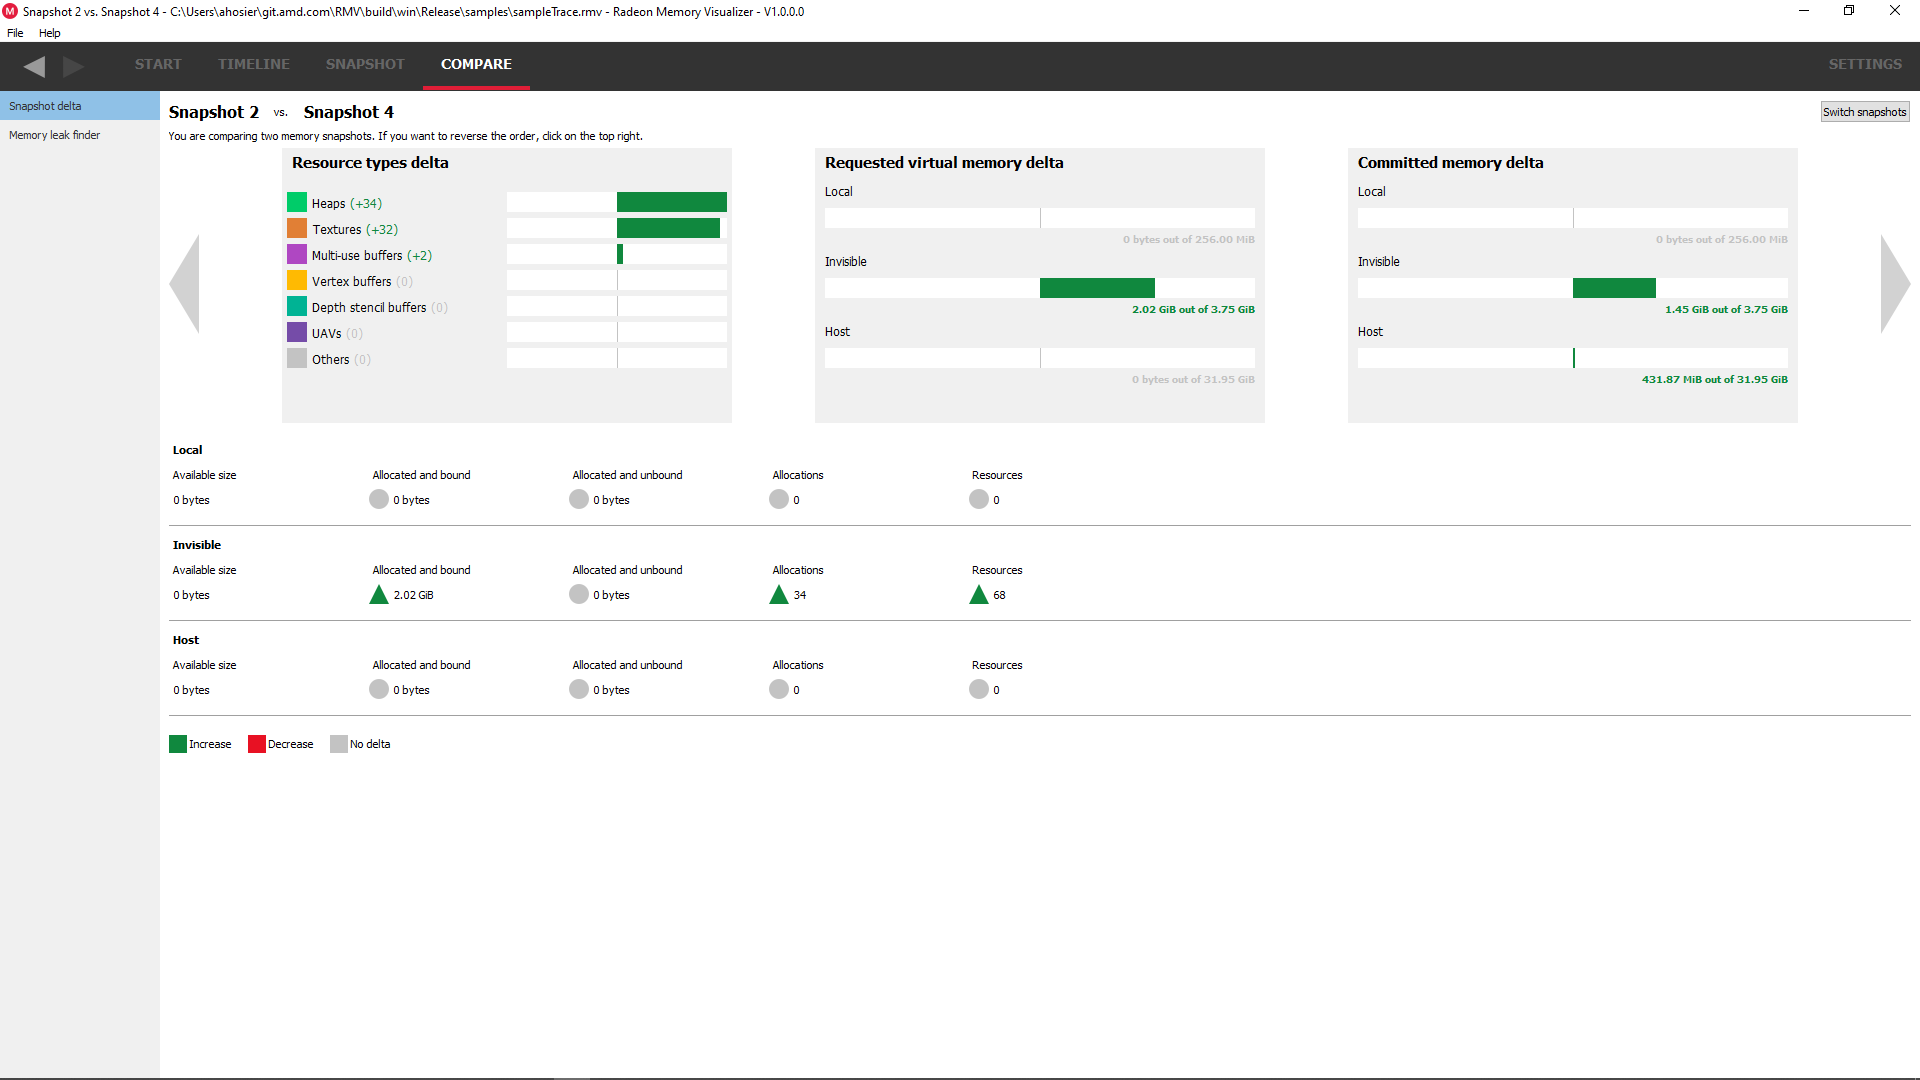 M Snapshot 2 vs. Snapshot 4 - C:\Users\ahosier\git.amd.com\RMV\build\win\Release\samples\sampleTrace.rmv - Radeon Memory Visualizer - V1.0.0.0
File Help
START TIMELINE SNAPSHOT COMPARE SETTINGS
Snapshot delta
Memory leak finder
Snapshot 2 vs. Snapshot 4
Switch snapshots
You are comparing two memory snapshots. If you want to reverse the order, click on the top right.
Resource types delta
Heaps (+34)
Textures (+32)
Multi-use buffers (+2)
Vertex buffers (0)
Depth stencil buffers (0)
UAVs (0)
Others (0)
Requested virtual memory delta
Local
0 bytes out of 256.00 MiB
Invisible
2.02 GiB out of 3.75 GiB
Host
0 bytes out of 31.95 GiB
Committed memory delta
Local
0 bytes out of 256.00 MiB
Invisible
1.45 GiB out of 3.75 GiB
Host
431.87 MiB out of 31.95 GiB
Local
Available size Allocated and bound Allocated and unbound Allocations Resources
0 bytes 0 bytes 0 bytes 0 0
Invisible
Available size Allocated and bound Allocated and unbound Allocations Resources
0 bytes 2.02 GiB 0 bytes 34 68
Host
Available size Allocated and bound Allocated and unbound Allocations Resources
0 bytes 0 bytes 0 bytes 0 0
Increase Decrease No delta